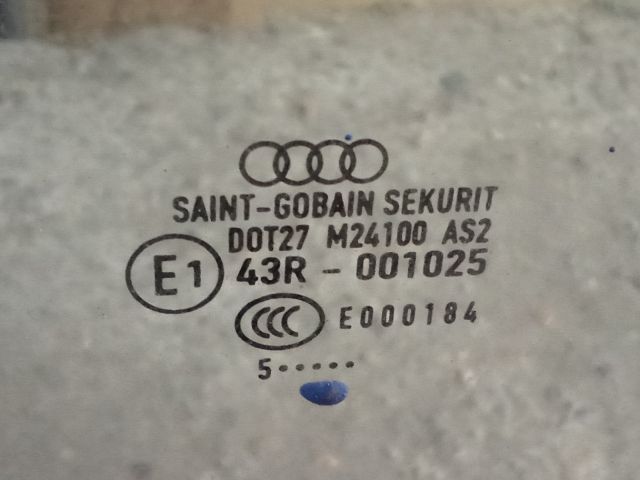 SAINT-GOBAIN SEKURIT
DOT27 M24100 AS2
E1 43R - 001025
CCC E000184
5·····